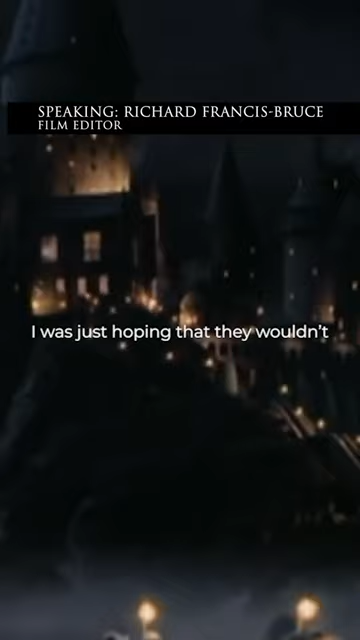 SPEAKING: RICHARD FRANCIS-BRUCE
FILM EDITOR
I was just hoping that they wouldn't